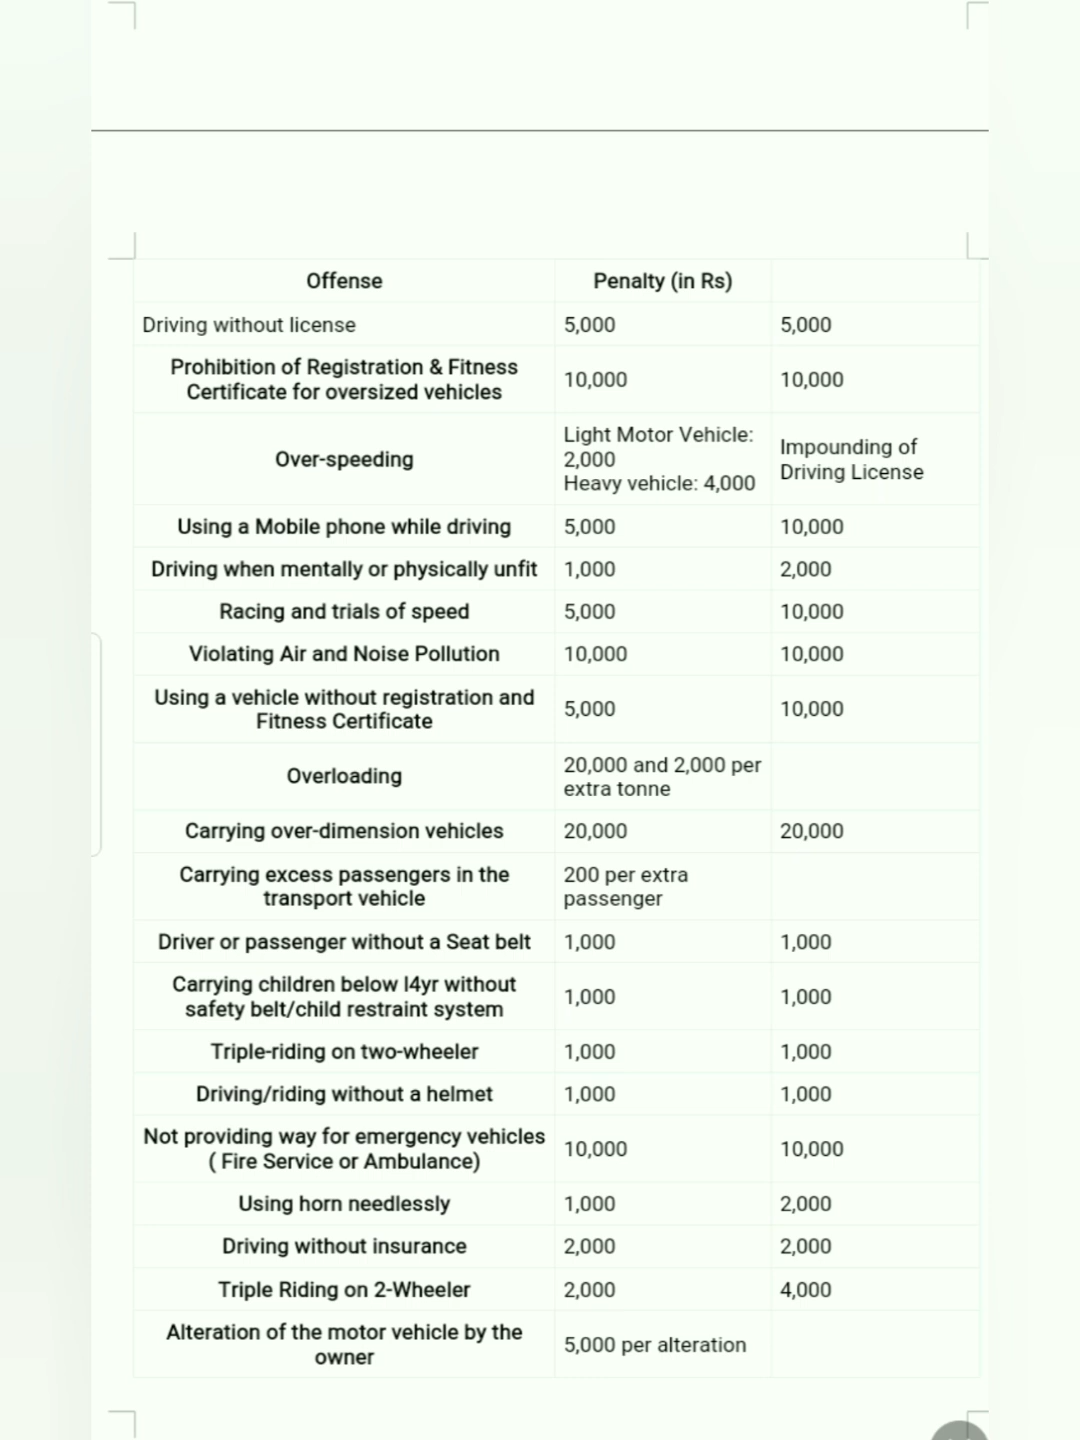 Offense Penalty (in Rs)
Driving without license 5,000 5,000
Prohibition of Registration & Fitness
Certificate for oversized vehicles 10,000 10,000
Over-speeding
Light Motor Vehicle:
2,000
Heavy vehicle: 4,000
Impounding of
Driving License
Using a Mobile phone while driving 5,000 10,000
Driving when mentally or physically unfit 1,000 2,000
Racing and trials of speed 5,000 10,000
Violating Air and Noise Pollution 10,000 10,000
Using a vehicle without registration and
Fitness Certificate 5,000 10,000
Overloading
20,000 and 2,000 per
extra tonne
Carrying over-dimension vehicles 20,000 20,000
Carrying excess passengers in the
transport vehicle
200 per extra
passenger
Driver or passenger without a Seat belt 1,000 1,000
Carrying children below l4yr without
safety belt/child restraint system 1,000 1,000
Triple-riding on two-wheeler 1,000 1,000
Driving/riding without a helmet 1,000 1,000
Not providing way for emergency vehicles
( Fire Service or Ambulance) 10,000 10,000
Using horn needlessly 1,000 2,000
Driving without insurance 2,000 2,000
Triple Riding on 2-Wheeler 2,000 4,000
Alteration of the motor vehicle by the
owner 5,000 per alteration